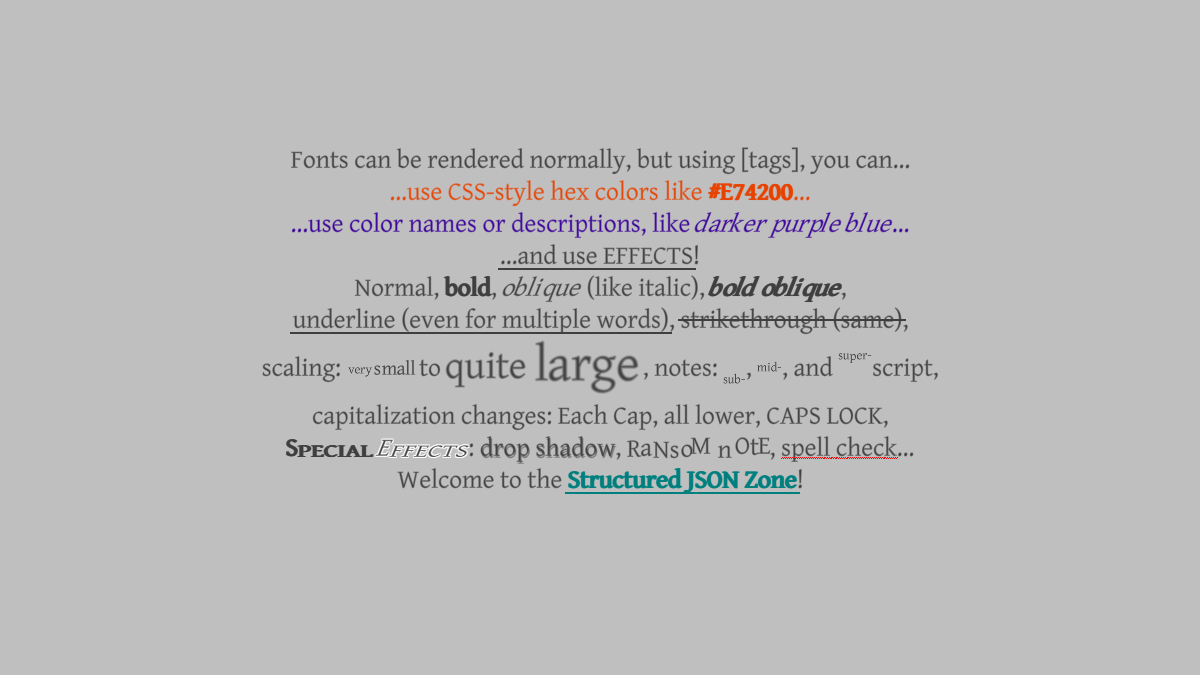 Fonts can be rendered normally, but using [tags], you can...
...use CSS-style hex colors like #E74200...
...use color names or descriptions, like darker purple blue...
...and use EFFECTS!
Normal, bold, oblique (like italic), bold oblique,
underline (even for multiple words), strikethrough (same),
scaling: very small to quite large, notes: sub-, mid-, and super-script,
capitalization changes: Each Cap, all lower, CAPS LOCK,
Special Effects: drop shadow, RaNsoM nOtE, spell check...
Welcome to the Structured JSON Zone!